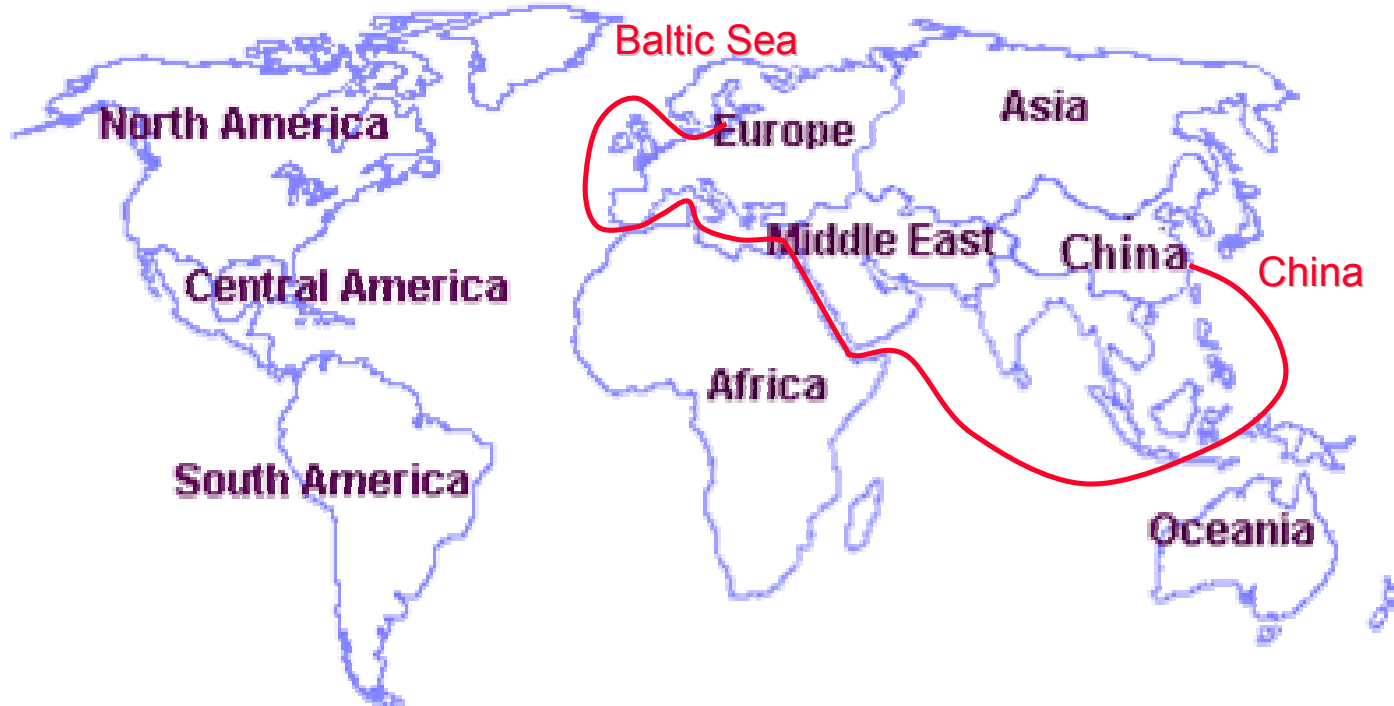 Baltic Sea
Asia
North America
Europe
Middle East
China
China
Central America
Africa
South America
Oceania